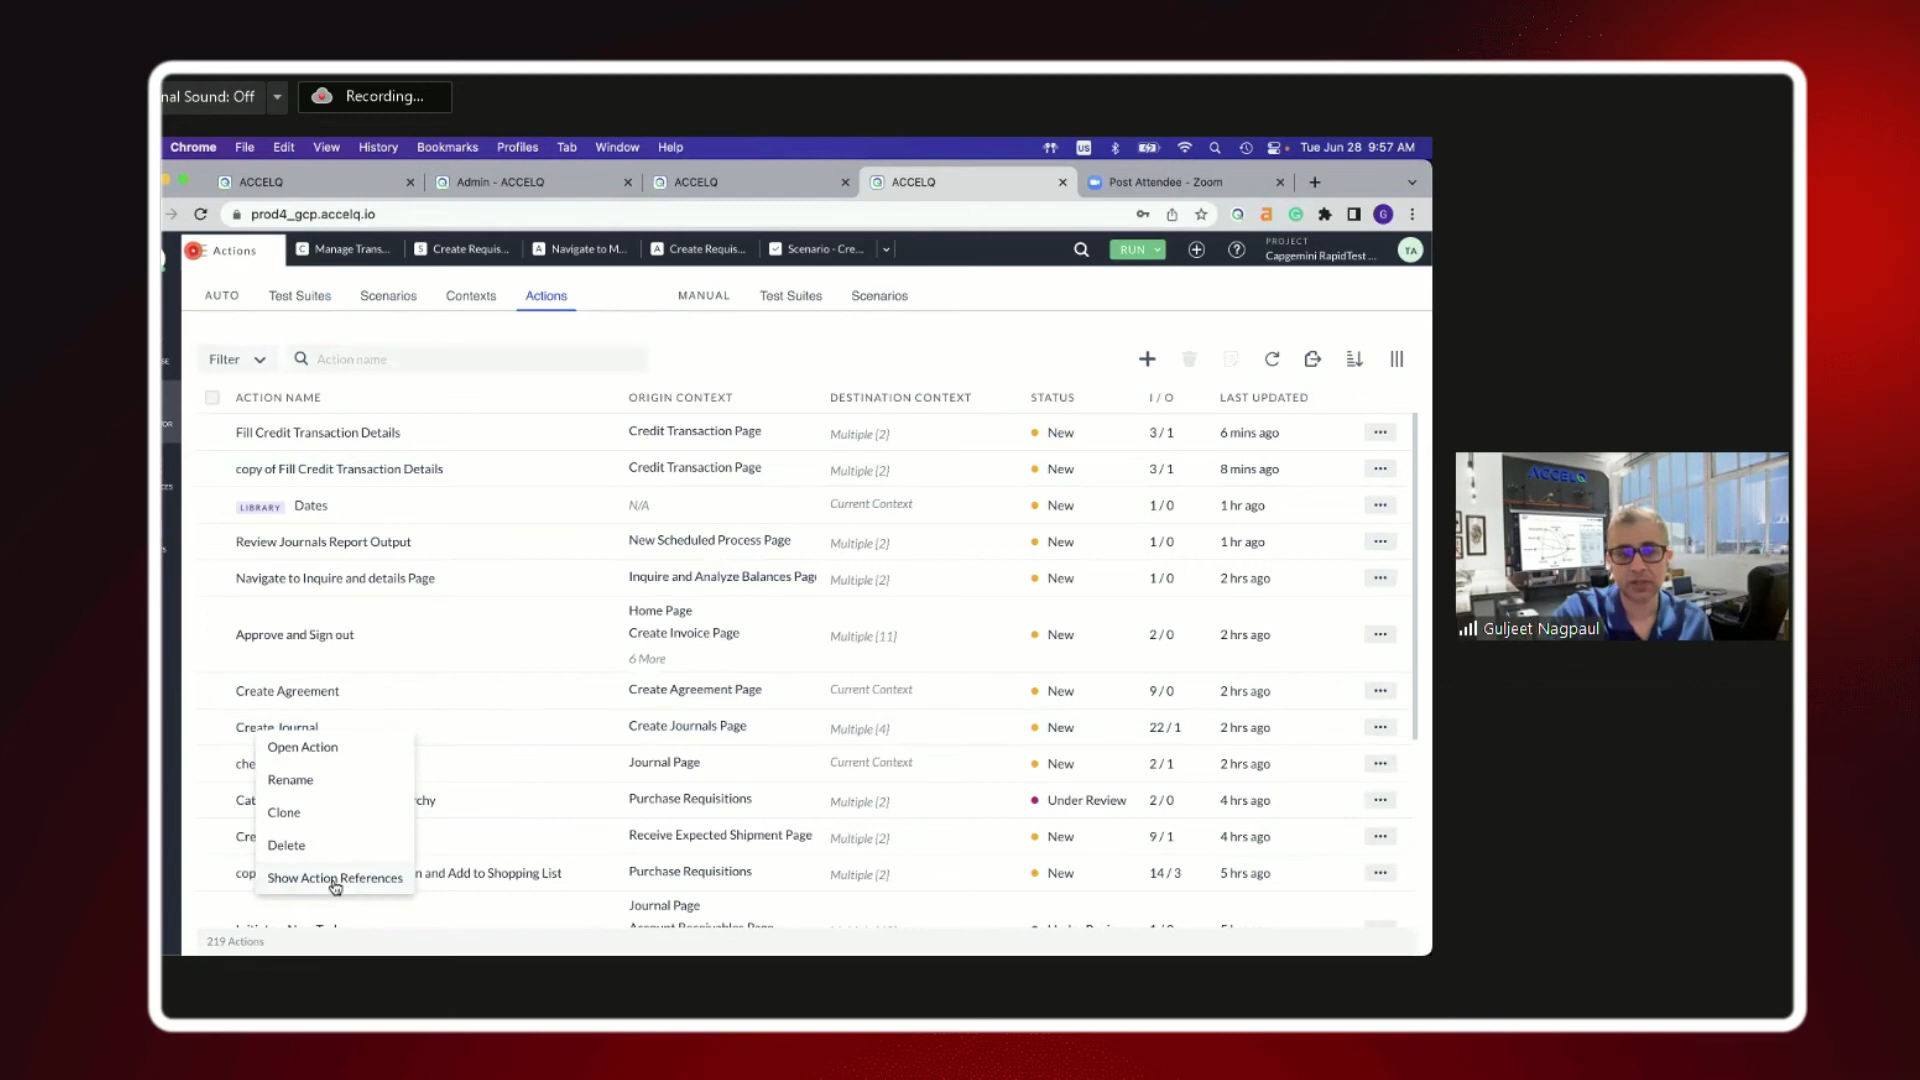 nal Sound: Off
Recording...
Chrome File Edit View History Bookmarks Profiles Tab Window Help
US
Tue Jun 28 9:57 AM
ACCELQ
Admin - ACCELQ
ACCELQ
ACCELQ
Post Attendee - Zoom
prod4_gcp.accelq.io
G
Actions
C Manage Trans...
S Create Requis...
A Navigate to M...
A Create Requis...
Scenario - Cre...
RUN
PROJECT
Capgemini RapidTest ...
TA
AUTO Test Suites Scenarios Contexts Actions MANUAL Test Suites Scenarios
Filter
Action name
ACTION NAME ORIGIN CONTEXT DESTINATION CONTEXT STATUS I / O LAST UPDATED
Fill Credit Transaction Details Credit Transaction Page Multiple [2] New 3 / 1 6 mins ago
copy of Fill Credit Transaction Details Credit Transaction Page Multiple [2] New 3 / 1 8 mins ago
LIBRARY Dates N/A Current Context New 1 / 0 1 hr ago
Review Journals Report Output New Scheduled Process Page Multiple [2] New 1 / 0 1 hr ago
Navigate to Inquire and details Page Inquire and Analyze Balances Page Multiple [2] New 1 / 0 2 hrs ago
Home Page
Approve and Sign out Create Invoice Page Multiple [11] New 2 / 0 2 hrs ago
6 More
Create Agreement Create Agreement Page Current Context New 9 / 0 2 hrs ago
Create Journal Create Journals Page Multiple [4] New 22 / 1 2 hrs ago
Open Action
che Journal Page Current Context New 2 / 1 2 hrs ago
Rename
Cat chy Purchase Requisitions Multiple [2] Under Review 2 / 0 4 hrs ago
Clone
Cre Receive Expected Shipment Page Multiple [2] New 9 / 1 4 hrs ago
Delete
cop n and Add to Shopping List Purchase Requisitions Multiple [2] New 14 / 3 5 hrs ago
Show Action References
Journal Page
219 Actions
ACCELQ
Guljeet Nagpaul